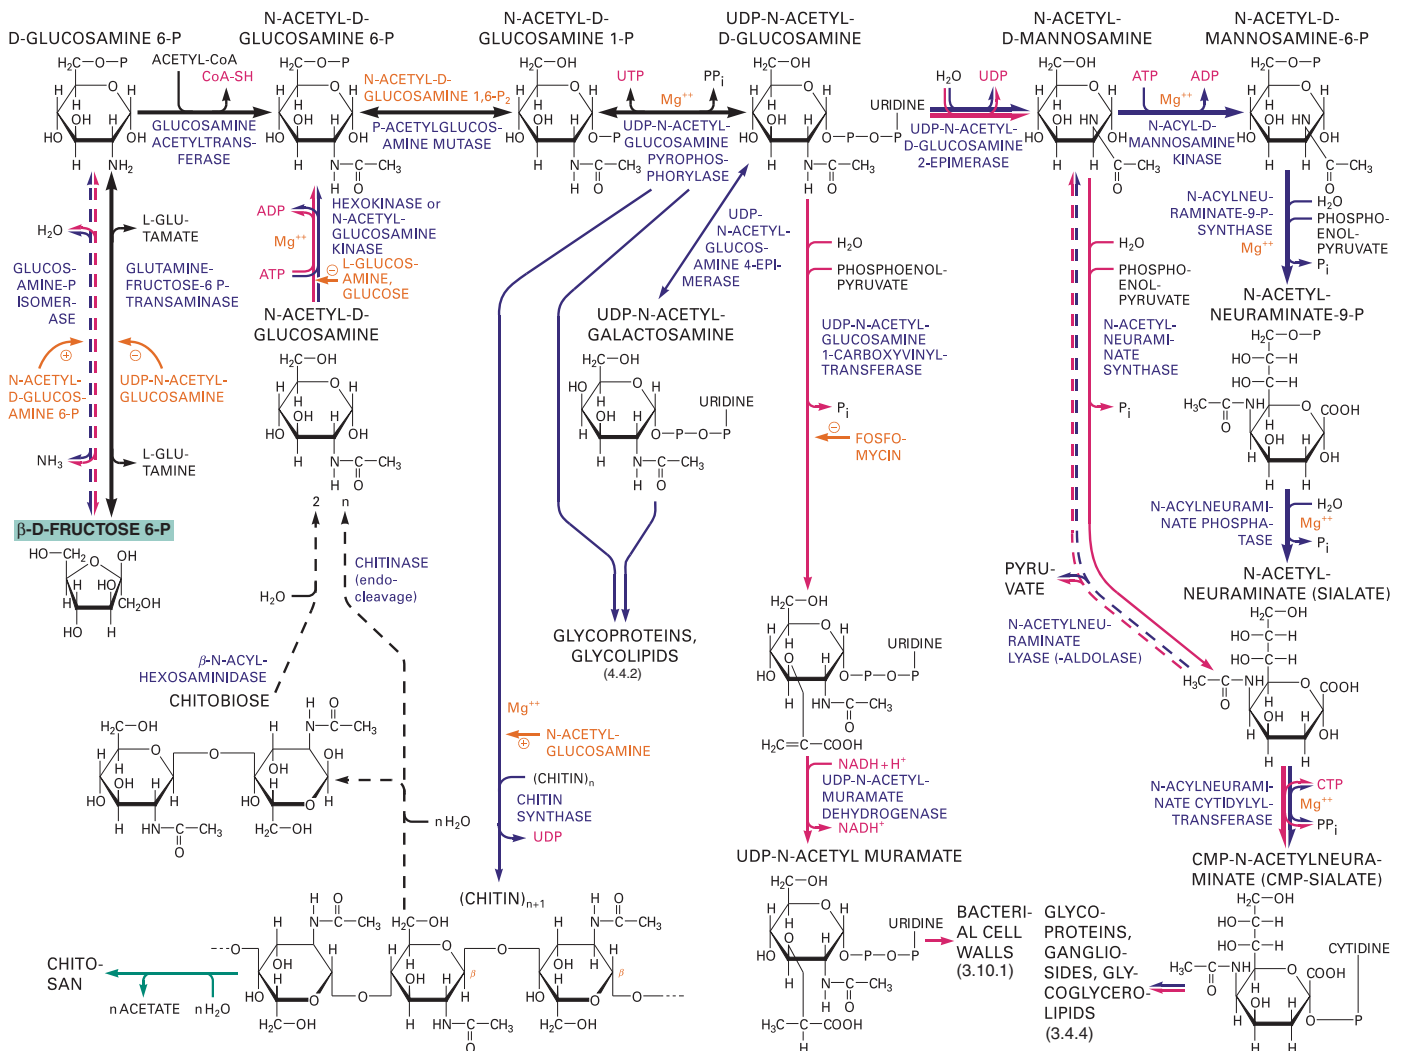 D-GLUCOSAMINE 6-P
N-ACETYL-D-
GLUCOSAMINE 6-P
N-ACETYL-D-
GLUCOSAMINE 1-P
UDP-N-ACETYL-
D-GLUCOSAMINE
N-ACETYL-
D-MANNOSAMINE
N-ACETYL-D-
MANNOSAMINE-6-P
ACETYL-CoA
CoA-SH
GLUCOSAMINE
ACETYLTRANS-
FERASE
N-ACETYL-D-
GLUCOSAMINE 1,6-P₂
P-ACETYLGLUCOS-
AMINE MUTASE
UTP
PPᵢ
Mg⁺⁺
UDP-N-ACETYL-
GLUCOSAMINE
PYROPHOS-
PHORYLASE
URIDINE
H₂O
UDP
UDP-N-ACETYL-
D-GLUCOSAMINE
2-EPIMERASE
ATP
ADP
Mg⁺⁺
N-ACYL-D-
MANNOSAMINE
KINASE
H₂O
L-GLU-
TAMATE
GLUCOS-
AMINE-P
ISOMER-
ASE
GLUTAMINE-
FRUCTOSE-6 P-
TRANSAMINASE
N-ACETYL-
D-GLUCOS-
AMINE 6-P
UDP-N-ACETYL-
GLUCOSAMINE
NH₃
L-GLU-
TAMINE
β-D-FRUCTOSE 6-P
ADP
Mg⁺⁺
ATP
HEXOKINASE or
N-ACETYL-
GLUCOSAMINE
KINASE
L-GLUCOS-
AMINE,
GLUCOSE
N-ACETYL-D-
GLUCOSAMINE
2 n
UDP-
N-ACETYL-
GLUCOS-
AMINE 4-EPI-
MERASE
UDP-N-ACETYL-
GALACTOSAMINE
URIDINE
GLYCOPROTEINS,
GLYCOLIPIDS
(4.4.2)
H₂O
PHOSPHOENOL-
PYRUVATE
UDP-N-ACETYL-
GLUCOSAMINE
1-CARBOXYVINYL-
TRANSFERASE
Pᵢ
FOSFO-
MYCIN
H₂O
PHOSPHO-
ENOL-
PYRUVATE
N-ACETYL-
NEURAMI-
NATE
SYNTHASE
Pᵢ
N-ACYLNEU-
RAMINATE-9-P-
SYNTHASE
Mg⁺⁺
H₂O
PHOSPHO-
ENOL-
PYRUVATE
Pᵢ
N-ACETYL-
NEURAMINATE-9-P
N-ACYLNEURAMI-
NATE PHOSPHA-
TASE
H₂O
Mg⁺⁺
Pᵢ
N-ACETYL-
NEURAMINATE (SIALATE)
PYRU-
VATE
N-ACETYLNEU-
RAMINATE
LYASE (-ALDOLASE)
H₂O
CHITINASE
(endo-
cleavage)
β-N-ACYL-
HEXOSAMINIDASE
CHITOBIOSE
n H₂O
Mg⁺⁺
N-ACETYL-
GLUCOSAMINE
(CHITIN)ₙ
CHITIN
SYNTHASE
UDP
(CHITIN)ₙ₊₁
URIDINE
NADH+H⁺
UDP-N-ACETYL-
MURAMATE
DEHYDROGENASE
NADH⁺
UDP-N-ACETYL MURAMATE
URIDINE
BACTERI-
AL CELL
WALLS
(3.10.1)
N-ACYLNEURAMI-
NATE CYTIDYLYL-
TRANSFERASE
CTP
Mg⁺⁺
PPᵢ
CMP-N-ACETYLNEURA-
MINATE (CMP-SIALATE)
CYTIDINE
GLYCO-
PROTEINS,
GANGLIO-
SIDES, GLY-
COGLYCERO-
LIPIDS
(3.4.4)
CHITO-
SAN
n ACETATE
n H₂O
β
β